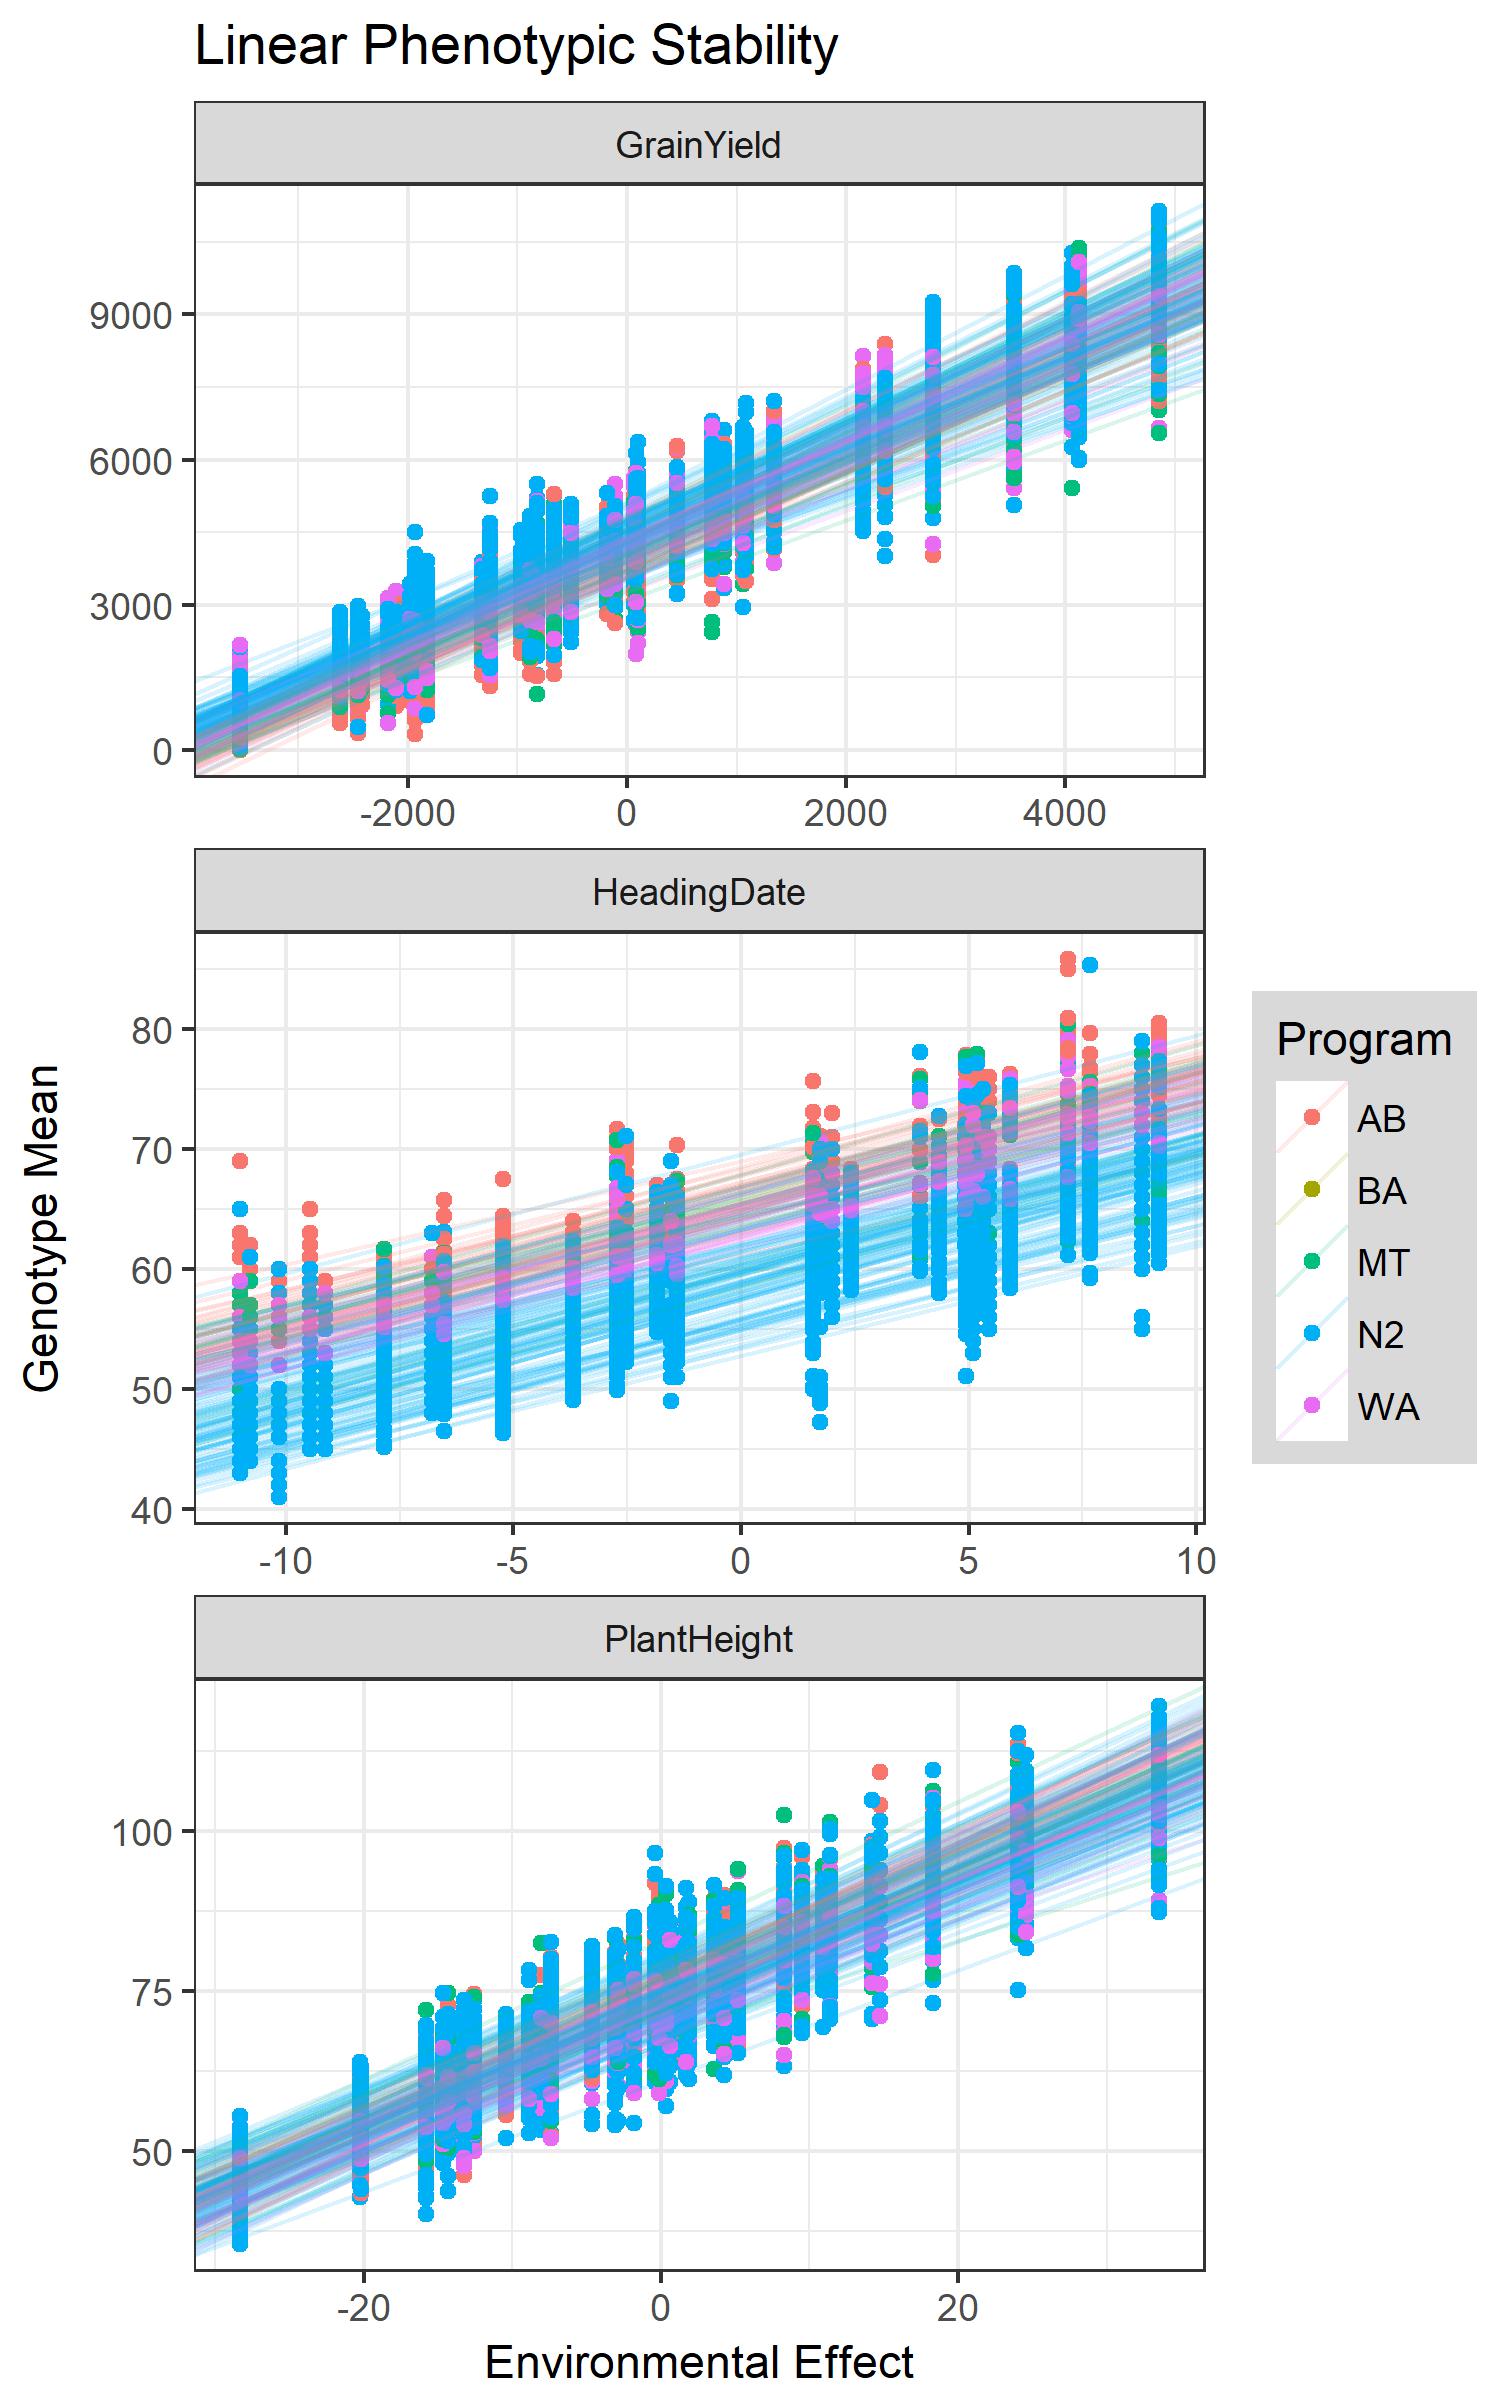 Linear Phenotypic Stability
GrainYield
9000
6000
3000
0
-2000 0 2000 4000
HeadingDate
80
70
60
50
40
-10 -5 0 5 10
PlantHeight
100
75
50
-20 0 20
Genotype Mean
Environmental Effect
Program
AB
BA
MT
N2
WA